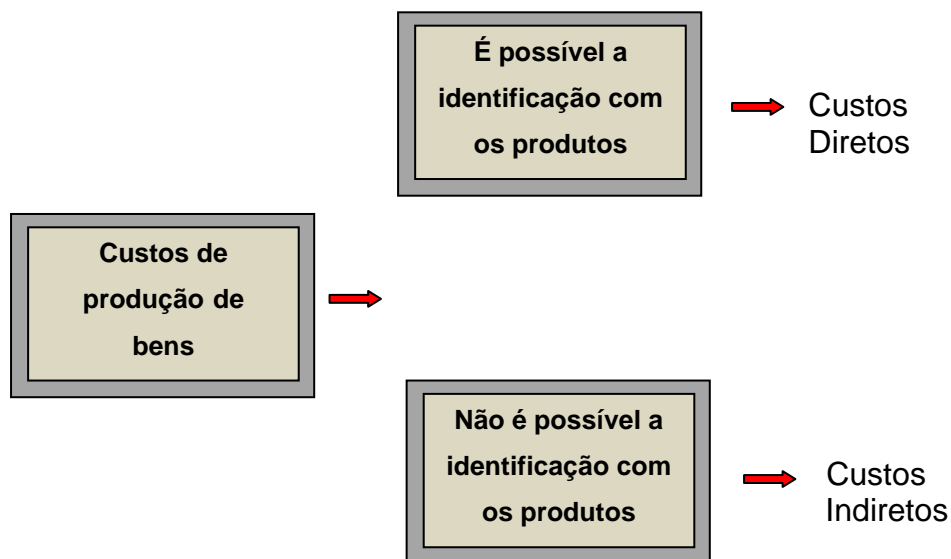 É possível a
identificação com
os produtos
Custos
Diretos
Custos de
produção de
bens
Não é possível a
identificação com
os produtos
Custos
Indiretos